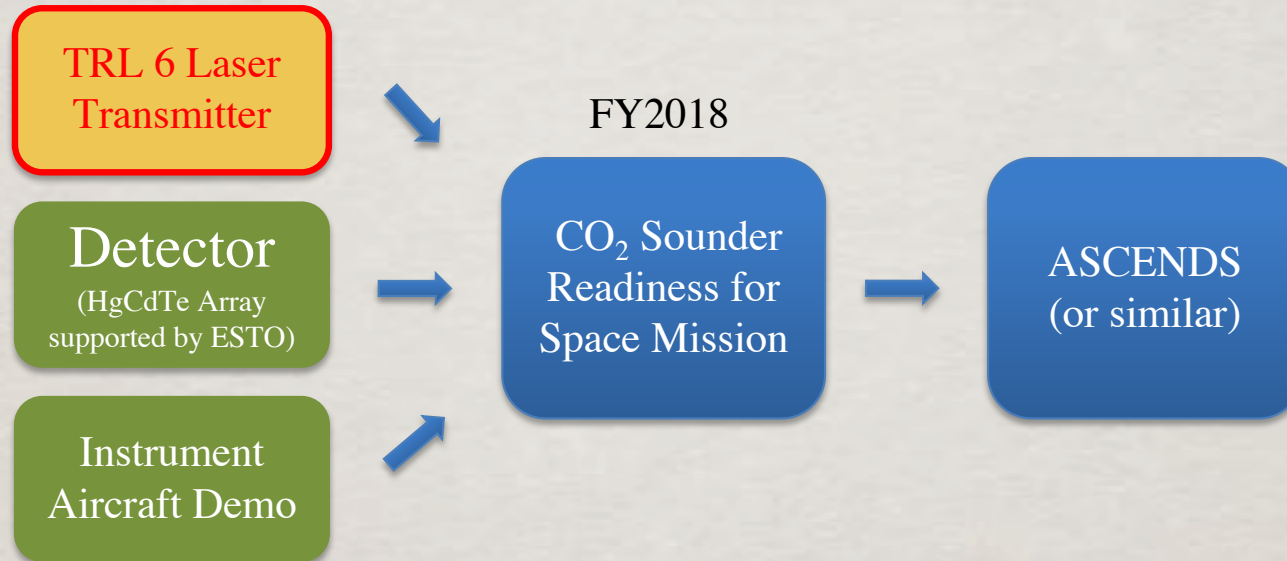 TRL 6 Laser
Transmitter
Detector
(HgCdTe Array
supported by ESTO)
Instrument
Aircraft Demo
FY2018
CO₂ Sounder
Readiness for
Space Mission
ASCENDS
(or similar)